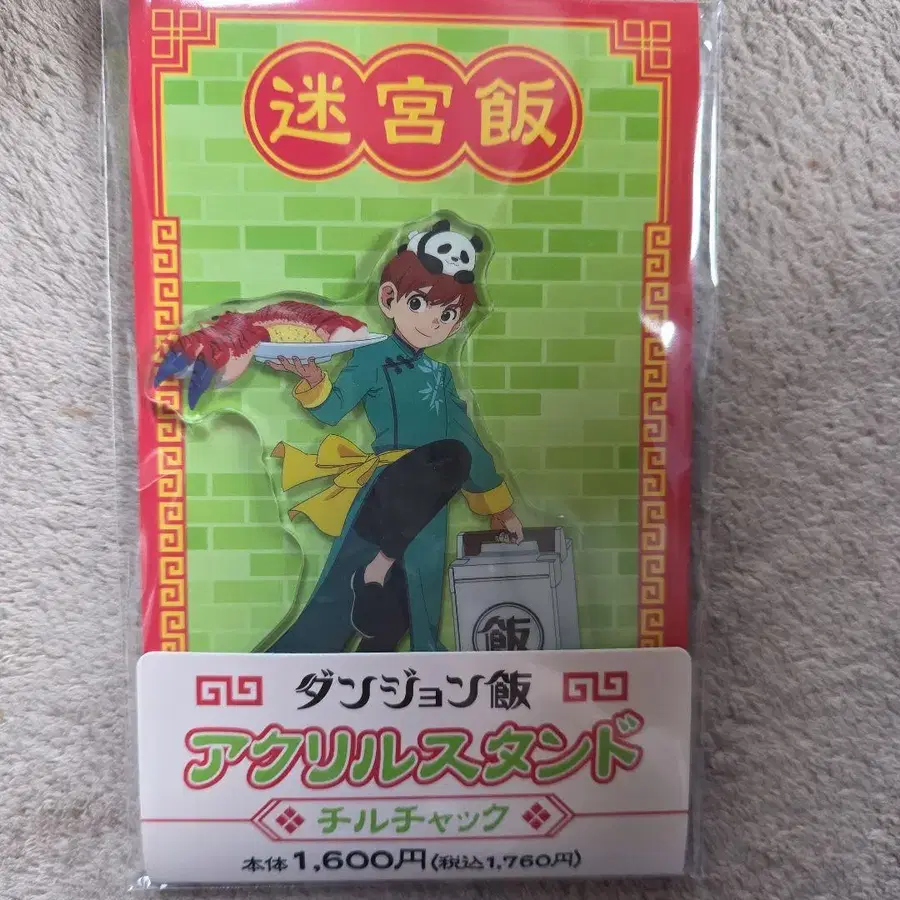 迷宮飯
飯
ダンジョン飯
アクリルスタンド
チルチャック
本体1,600円(税込1,760円)